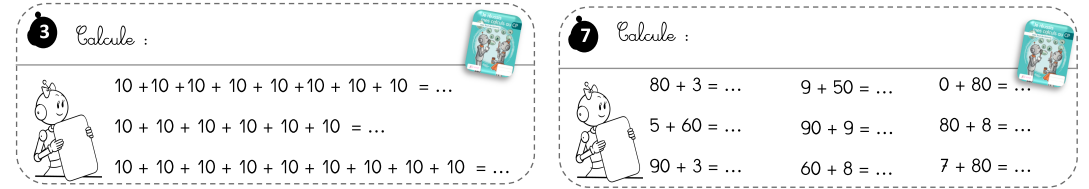 3
Calcule :
10 +10 +10 + 10 + 10 +10 + 10 + 10 = ...
10 + 10 + 10 + 10 + 10 + 10 = ...
10 + 10 + 10 + 10 + 10 + 10 + 10 + 10 + 10 = ...
7
Calcule :
80 + 3 = ... 9 + 50 = ... 0 + 80 = ...
5 + 60 = ... 90 + 9 = ... 80 + 8 = ...
90 + 3 = ... 60 + 8 = ... 7 + 80 = ...